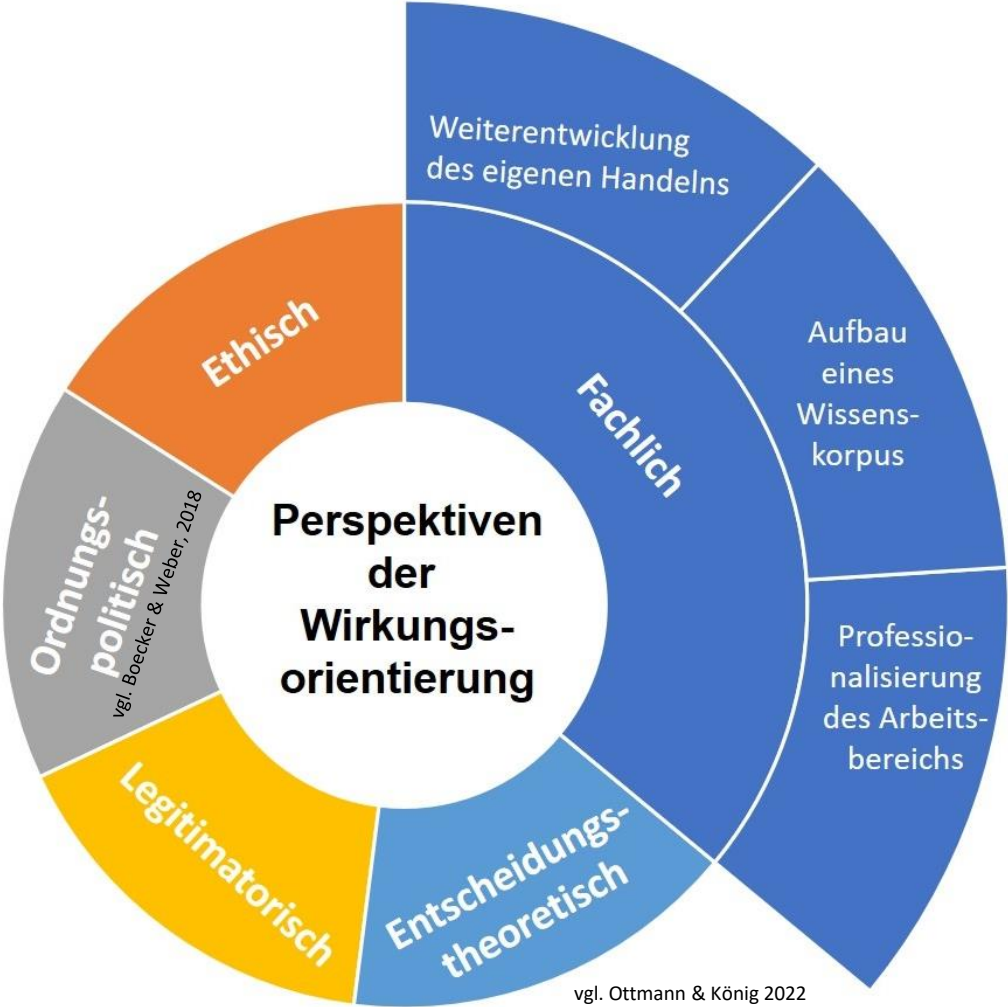 Perspektiven
der
Wirkungs-
orientierung
Fachlich
Weiterentwicklung
des eigenen Handelns
Aufbau
eines
Wissens-
korpus
Professio-
nalisierung
des Arbeits-
bereichs
Entscheidungs-
theoretisch
Legitimatorisch
Ordnungs-
politisch
vgl. Boecker & Weber, 2018
Ethisch
vgl. Ottmann & König 2022